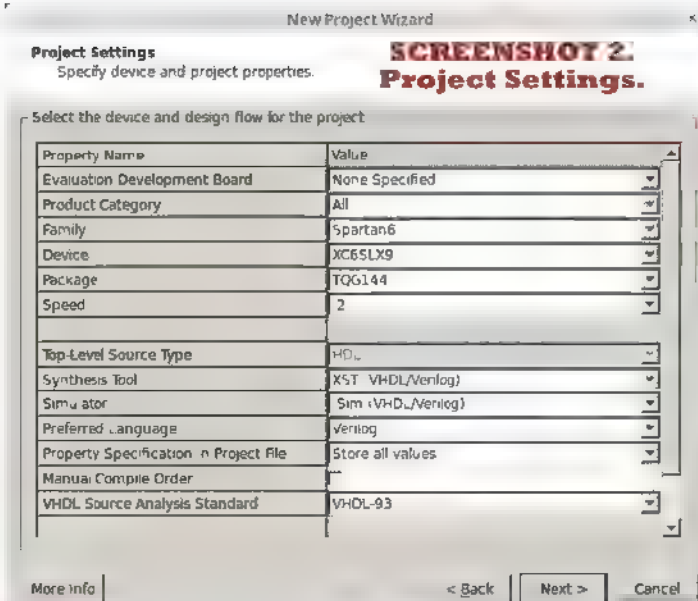 New Project Wizard
Project Settings
Specify device and project properties.
SCREENSHOT 2.
Project Settings.
Select the device and design flow for the project
Property Name Value
Evaluation Development Board None Specified
Product Category All
Family Spartan6
Device XC6SLX9
Package TQG144
Speed 2
Top-Level Source Type HDL
Synthesis Tool XST VHDL/Verilog)
Simulator Sim (VHDL/Verilog)
Preferred Language Verilog
Property Specification in Project File Store all values
Manual Compile Order
VHDL Source Analysis Standard VHDL-93
More Info < Back Next > Cancel